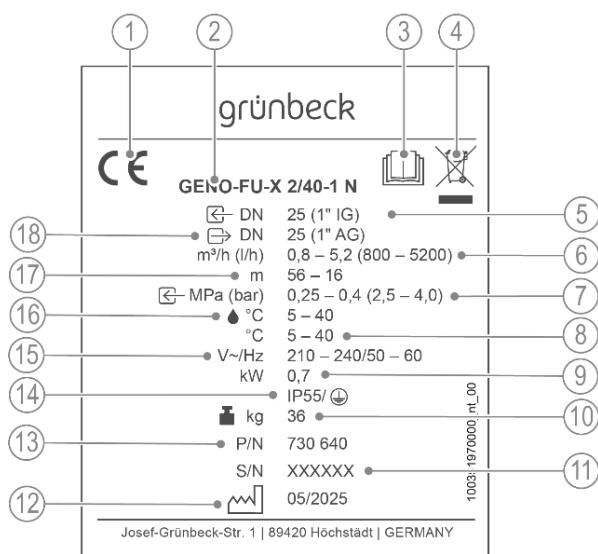 1 2 3 4
grünbeck
CE
GENO-FU-X 2/40-1 N
DN 25 (1" IG) 5
18 DN 25 (1" AG)
m³/h (l/h) 0,8 – 5,2 (800 – 5200) 6
17 m 56 – 16
MPa (bar) 0,25 – 0,4 (2,5 – 4,0) 7
16 °C 5 – 40
°C 5 – 40 8
15 V~/Hz 210 – 240/50 – 60
kW 0,7 9
14 IP55/
kg 36 10
13 P/N 730 640
S/N XXXXXX 11
12 05/2025
Josef-Grünbeck-Str. 1 | 89420 Höchstädt | GERMANY